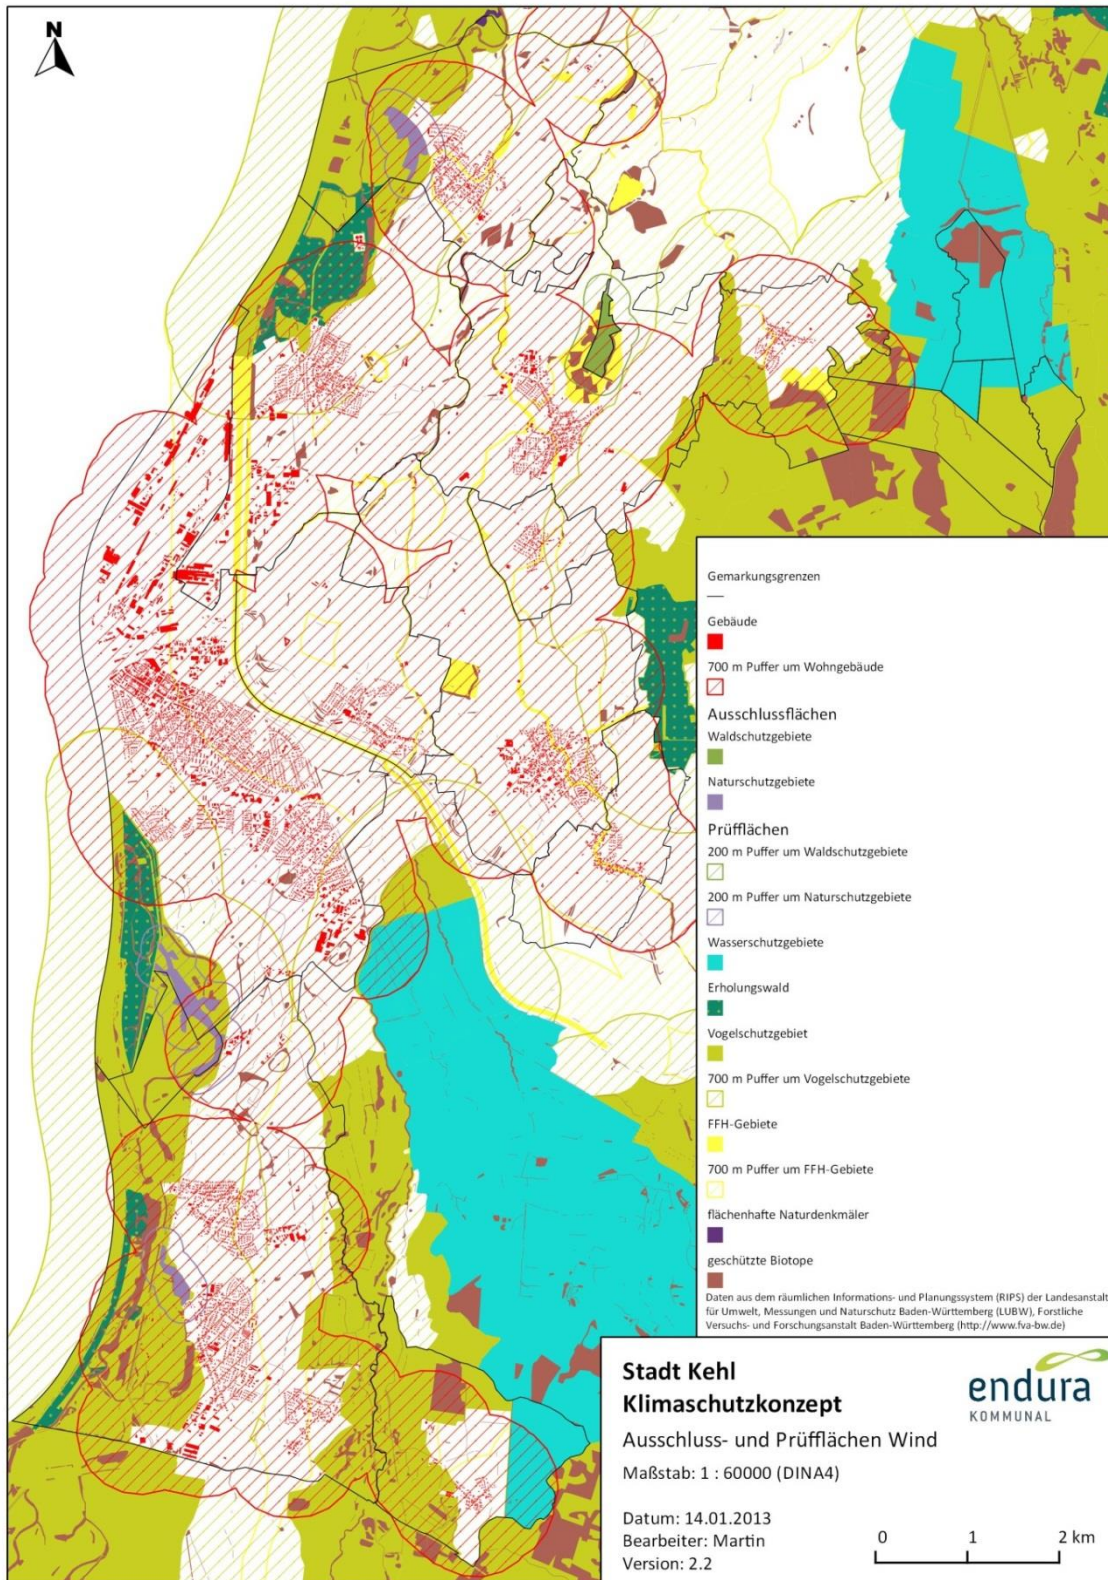 N
Gemarkungsgrenzen
Gebäude
700 m Puffer um Wohngebäude
Ausschlussflächen
Waldschutzgebiete
Naturschutzgebiete
Prüfflächen
200 m Puffer um Waldschutzgebiete
200 m Puffer um Naturschutzgebiete
Wasserschutzgebiete
Erholungswald
Vogelschutzgebiet
700 m Puffer um Vogelschutzgebiete
FFH-Gebiete
700 m Puffer um FFH-Gebiete
flächenhafte Naturdenkmäler
geschützte Biotope
Daten aus dem räumlichen Informations- und Planungssystem (RIPS) der Landesanstalt
für Umwelt, Messungen und Naturschutz Baden-Württemberg (LUBW), Forstliche
Versuchs- und Forschungsanstalt Baden-Württemberg (http://www.fva-bw.de)
Stadt Kehl
Klimaschutzkonzept
Ausschluss- und Prüfflächen Wind
Maßstab: 1 : 60000 (DINA4)
Datum: 14.01.2013
Bearbeiter: Martin
Version: 2.2
endura
KOMMUNAL
0 1 2 km